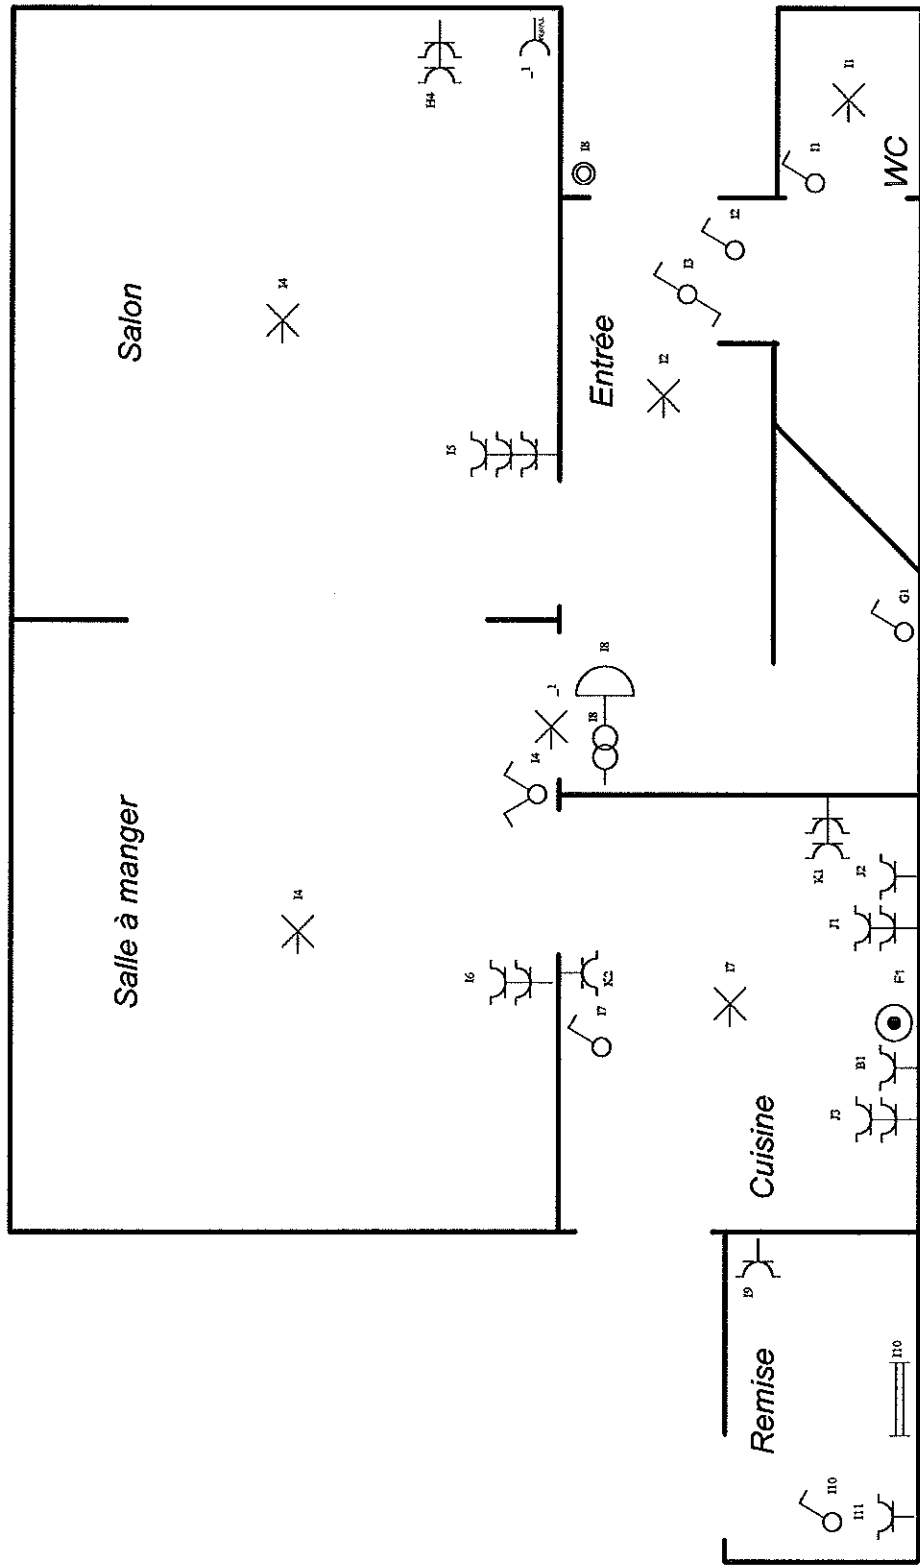 Remise
Cuisine
Salle à manger
Entrée
Salon
WC
I10
I11
I10
I9
J3
B1
F1
J1
J2
K1
I7
I7
K2
I6
I4
I4
I8
I8
G1
I5
I2
I3
I2
I4
I8
I1
I1
H4